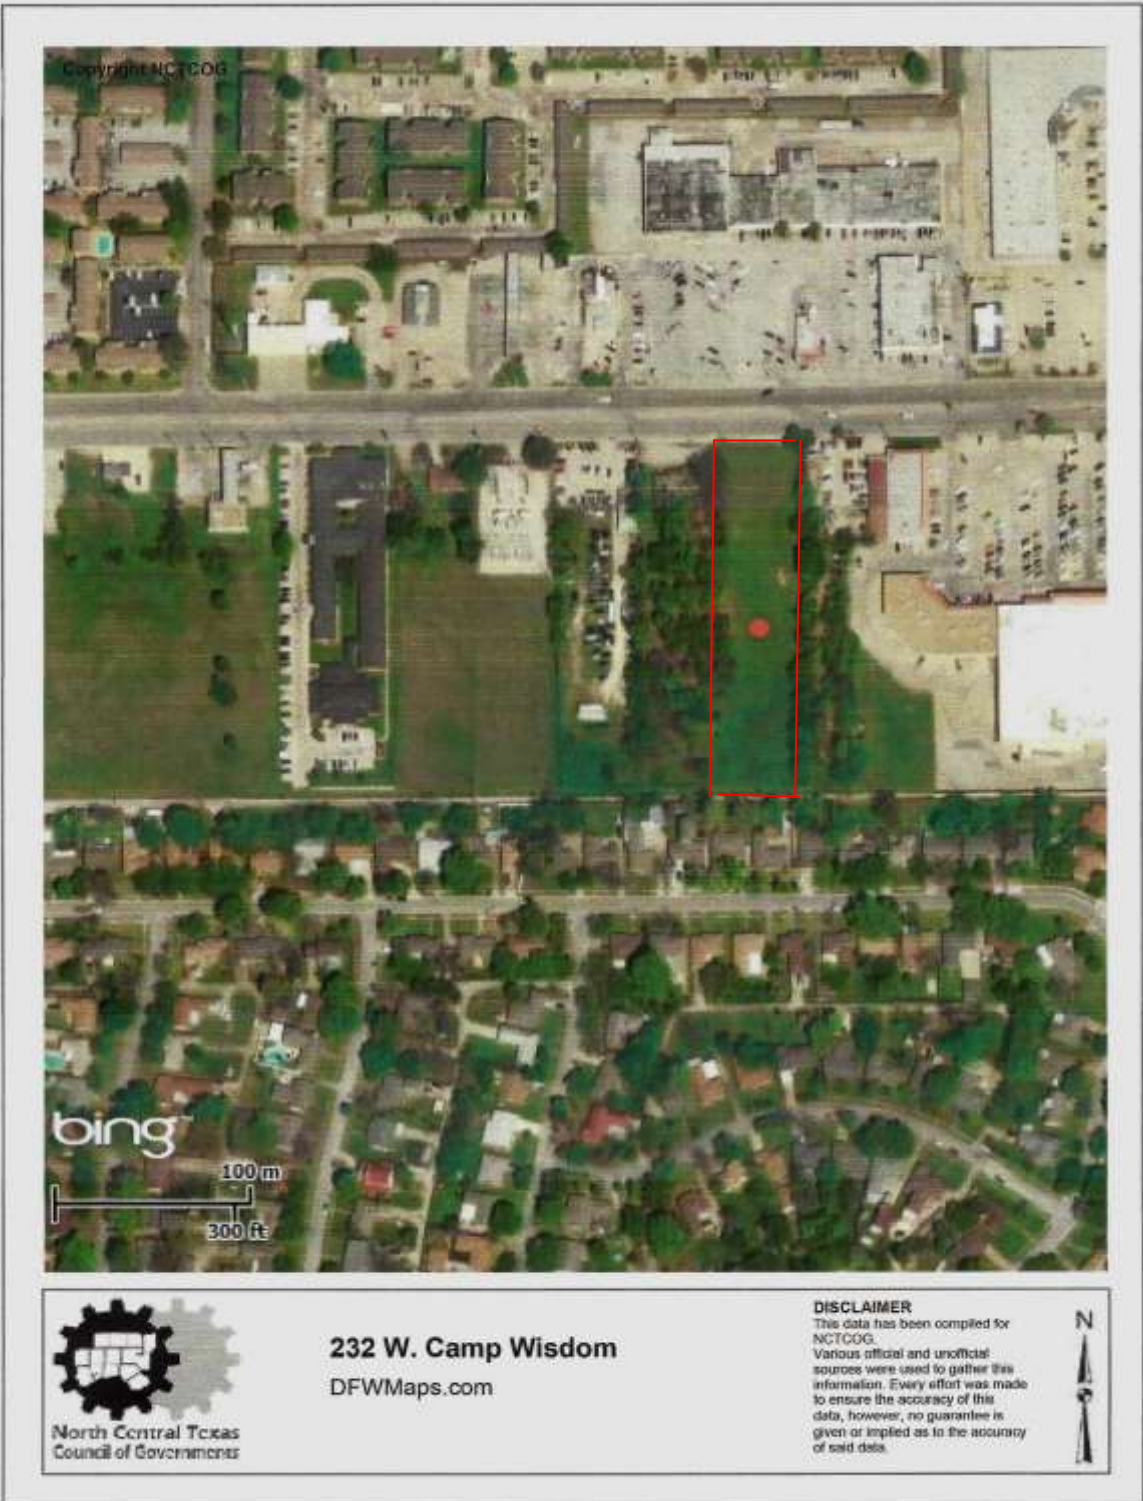 Copyright NCTCOG
bing
100 m
300 ft
North Central Texas
Council of Governments
232 W. Camp Wisdom
DFWMaps.com
DISCLAIMER
This data has been compiled for
NCTCOG.
Various official and unofficial
sources were used to gather this
information. Every effort was made
to ensure the accuracy of this
data, however, no guarantee is
given or implied as to the accuracy
of said data.
N